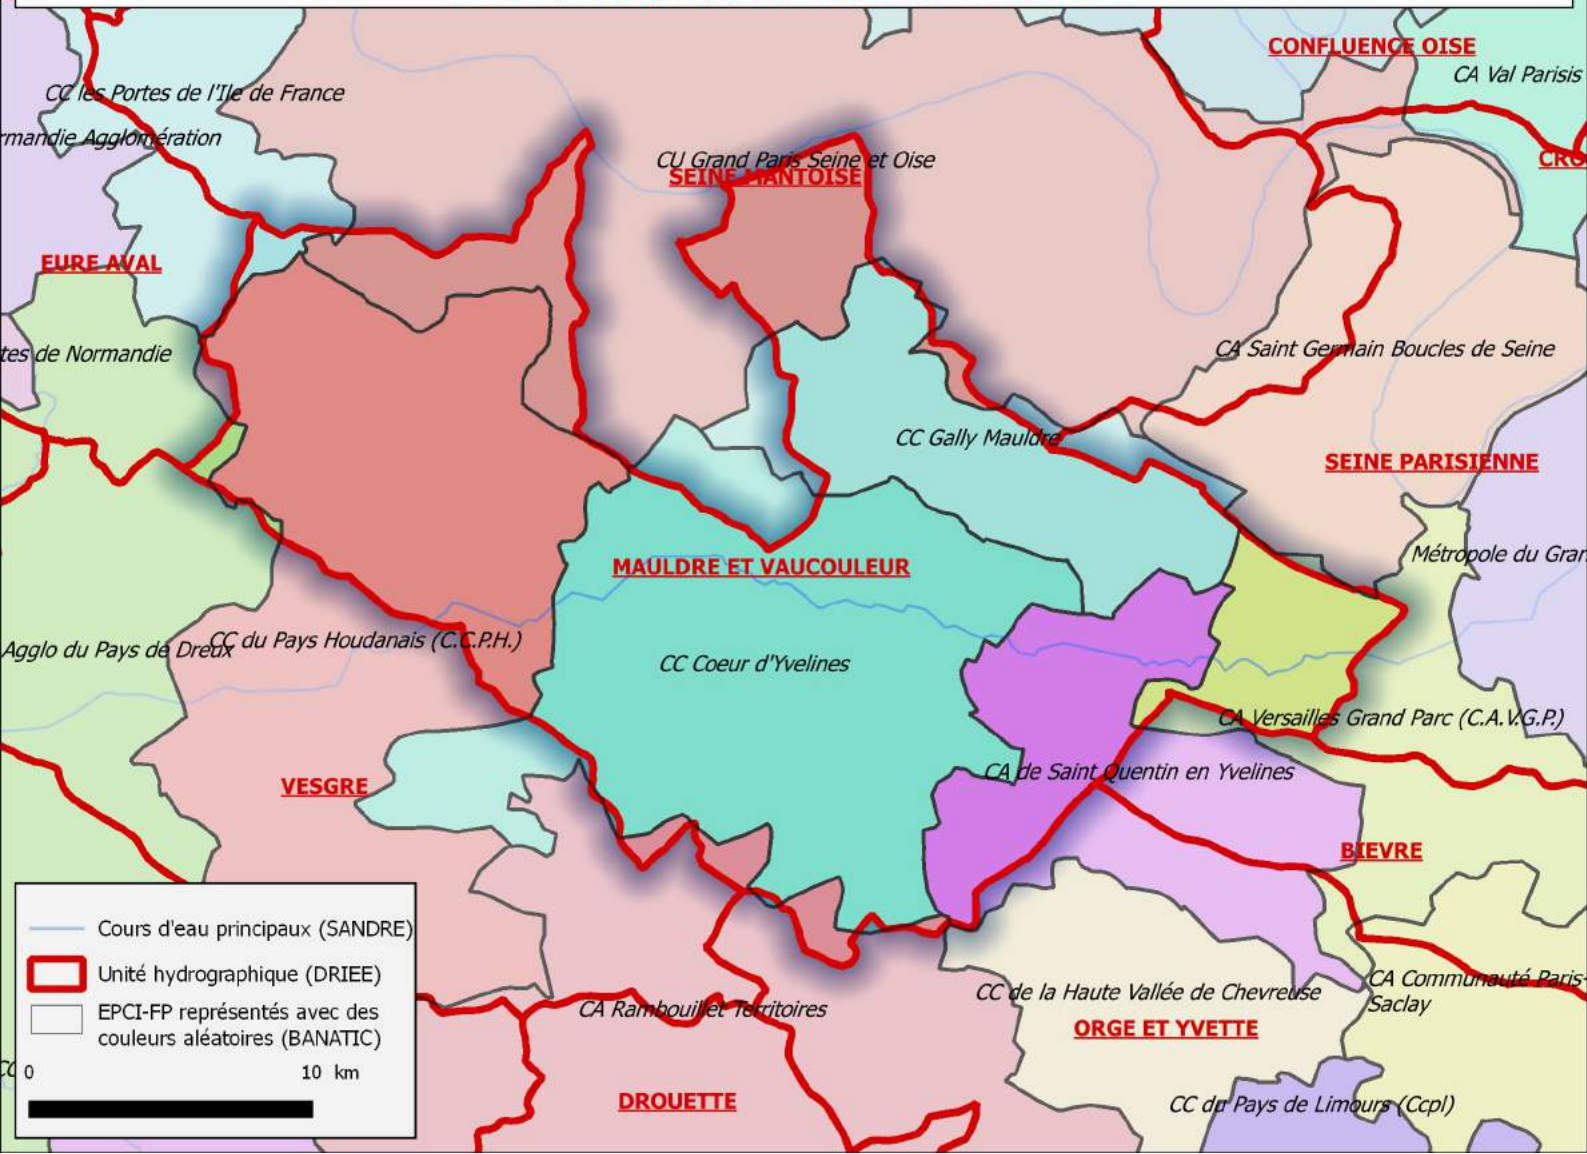 CONFLUENCE OISE
CA Val Parisis
CC les Portes de l'Ile de France
rmandie Agglomération
CU Grand Paris Seine et Oise
SEINE MANTOISE
CRO
EURE AVAL
tes de Normandie
CA Saint Germain Boucles de Seine
CC Gally Mauldre
SEINE PARISIENNE
Métropole du Gran
MAULDRE ET VAUCOULEUR
Agglo du Pays de Dreux
CC du Pays Houdanais (C.C.P.H.)
CC Coeur d'Yvelines
CA Versailles Grand Parc (C.A.V.G.P.)
CA de Saint Quentin en Yvelines
VESGRE
BIEVRE
Cours d'eau principaux (SANDRE)
Unité hydrographique (DRIEE)
EPCI-FP représentés avec des
couleurs aléatoires (BANATIC)
0 10 km
CA Communauté Paris-
Saclay
CC de la Haute Vallée de Chevreuse
CA Rambouillet Territoires
ORGE ET YVETTE
DROUETTE
CC du Pays de Limours (Ccpl)